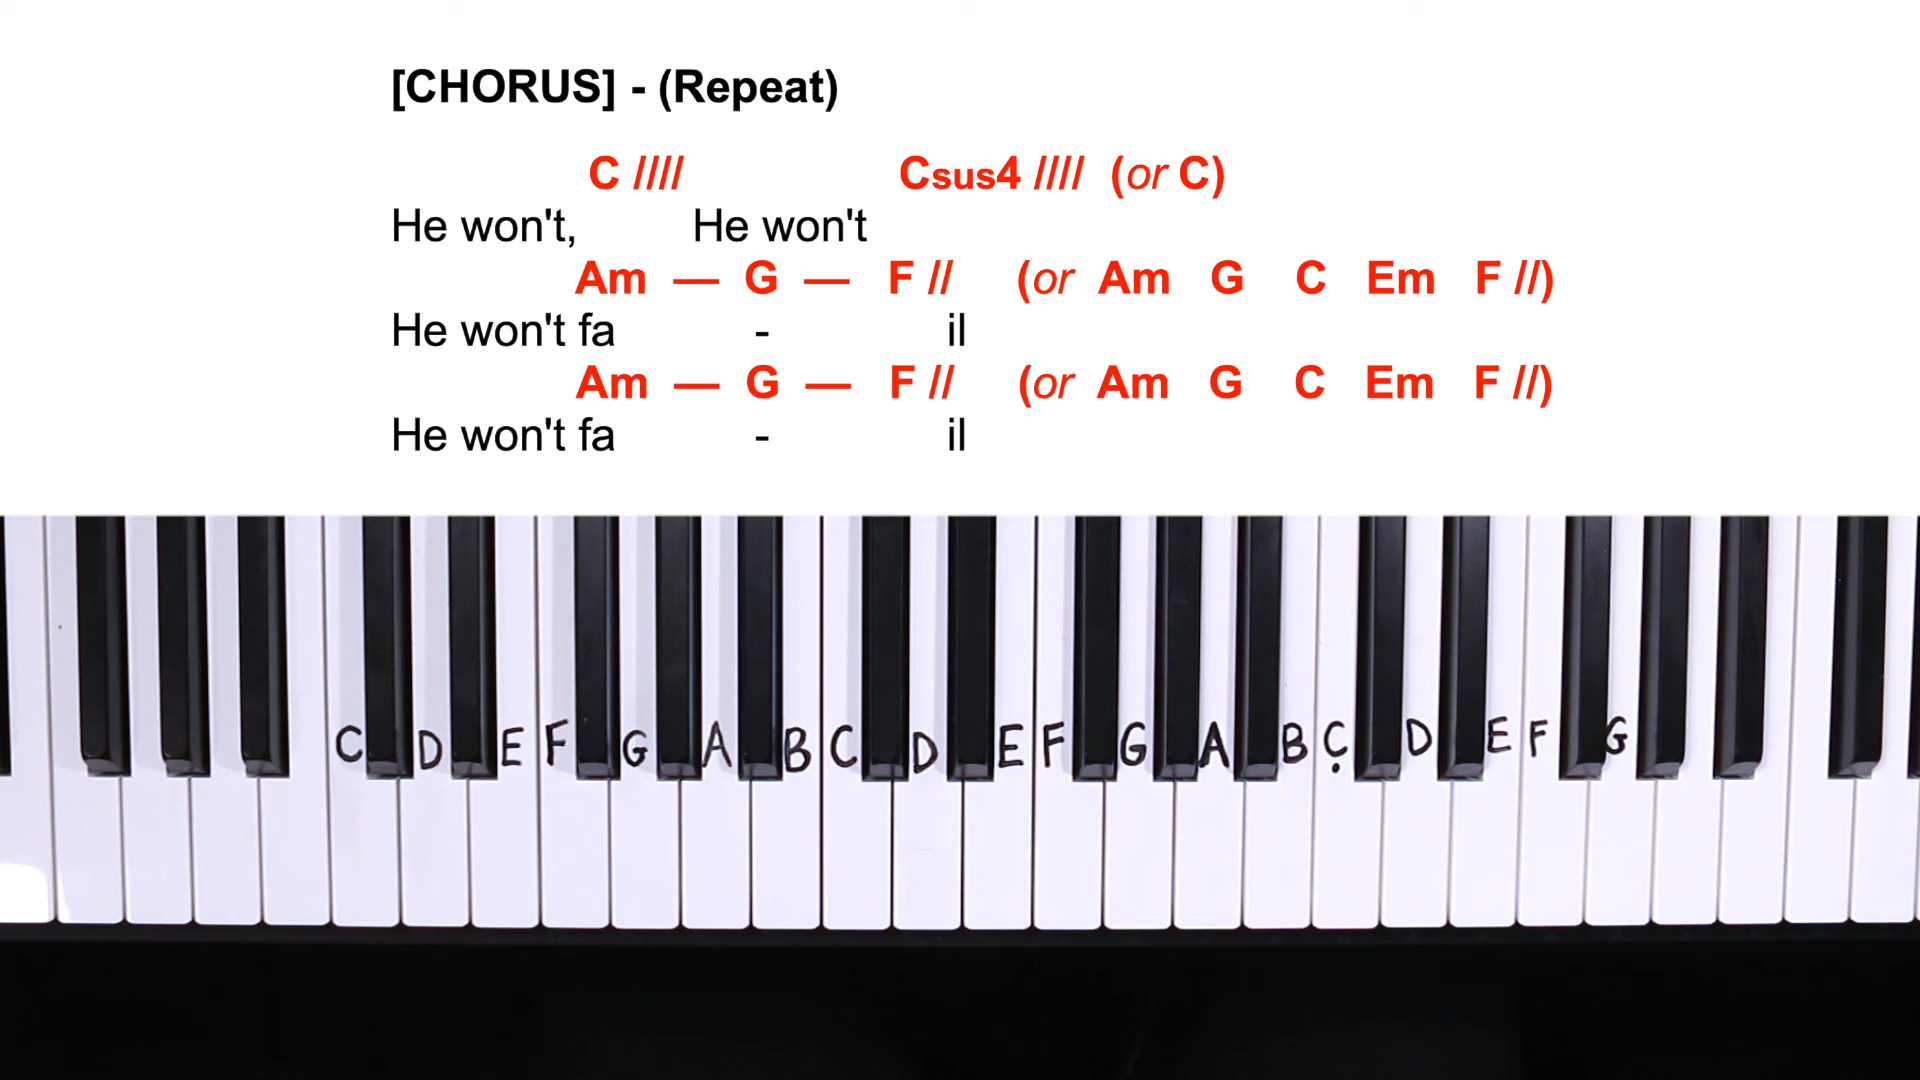 [CHORUS] - (Repeat)
C //// Csus4 //// (or C)
He won't, He won't
Am — G — F // (or Am G C Em F //)
He won't fa - il
Am — G — F // (or Am G C Em F //)
He won't fa - il
C D E F G A B C D E F G A B C D E F G